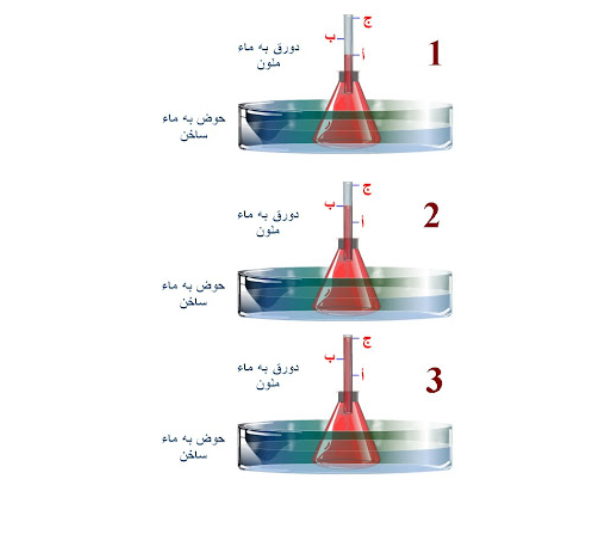 ج
ب
أ
1
دورق به ماء
ملون
حوض به ماء
ساخن
ج
ب
أ
2
دورق به ماء
ملون
حوض به ماء
ساخن
ج
ب
أ
3
دورق به ماء
ملون
حوض به ماء
ساخن